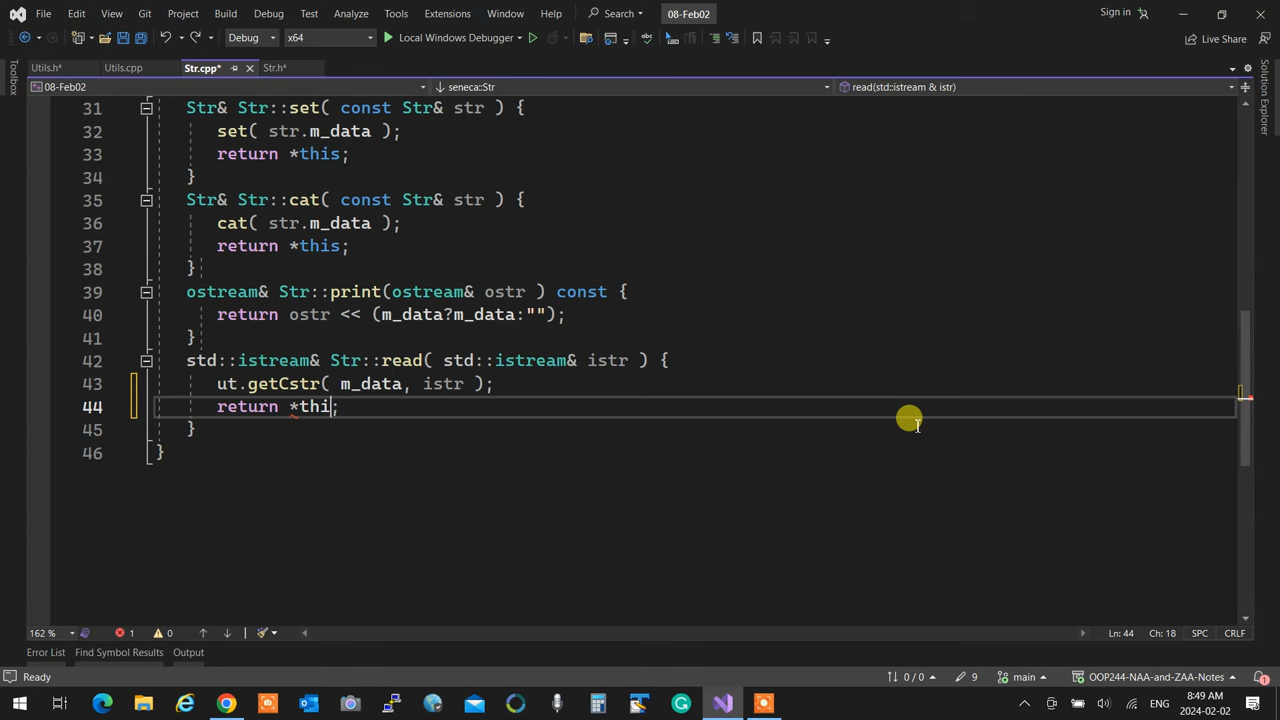 File Edit View Git Project Build Debug Test Analyze Tools Extensions Window Help Search 08-Feb02 Sign in
Debug x64 Local Windows Debugger Live Share
Toolbox
Utils.h* Utils.cpp Str.cpp* Str.h*
Solution Explorer
08-Feb02 seneca::Str read(std::istream & istr)
31 Str& Str::set( const Str& str ) {
32 set( str.m_data );
33 return *this;
34 }
35 Str& Str::cat( const Str& str ) {
36 cat( str.m_data );
37 return *this;
38 }
39 ostream& Str::print(ostream& ostr ) const {
40 return ostr << (m_data?m_data:"");
41 }
42 std::istream& Str::read( std::istream& istr ) {
43 ut.getCstr( m_data, istr );
44 return *thi;
45 }
46 }
162 % 1 0 Ln: 44 Ch: 18 SPC CRLF
Error List Find Symbol Results Output
Ready 0 / 0 9 main OOP244-NAA-and-ZAA-Notes 1
ENG 8:49 AM
2024-02-02